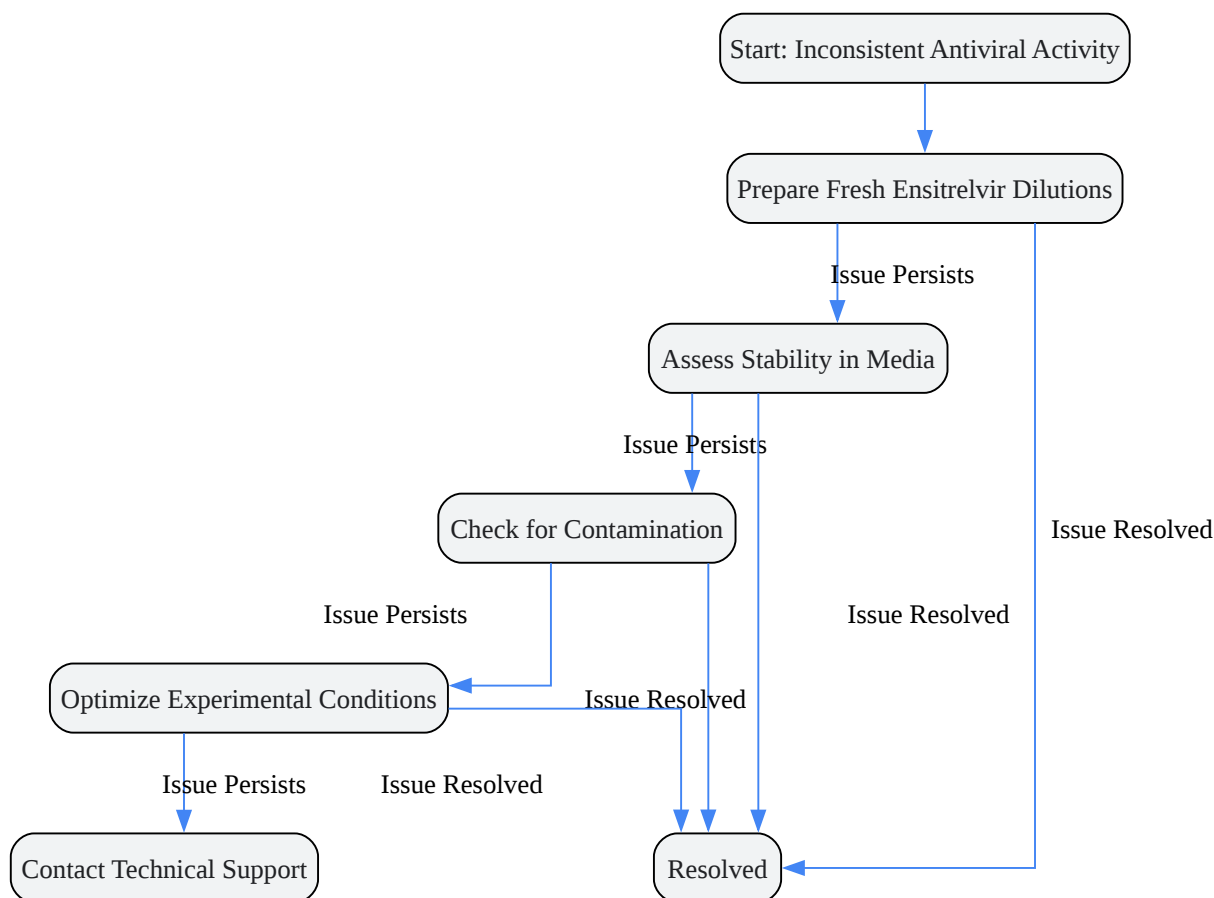 Start: Inconsistent Antiviral Activity
Prepare Fresh Ensitrelvir Dilutions
Issue Persists
Assess Stability in Media
Issue Persists
Check for Contamination
Issue Resolved
Issue Persists
Issue Resolved
Optimize Experimental Conditions
Issue Resolved
Issue Persists
Issue Resolved
Contact Technical Support
Resolved